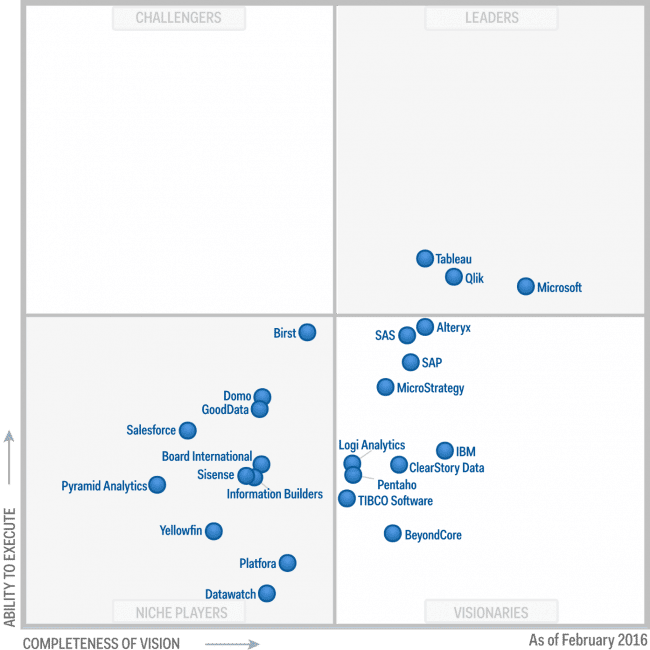 CHALLENGERS
LEADERS
Tableau
Qlik
Microsoft
Birst
Alteryx
SAS
SAP
MicroStrategy
Domo
GoodData
Salesforce
Logi Analytics
IBM
Board International
ClearStory Data
Sisense
Pentaho
Pyramid Analytics
Information Builders
TIBCO Software
Yellowfin
BeyondCore
Platfora
Datawatch
NICHE PLAYERS
VISIONARIES
ABILITY TO EXECUTE
COMPLETENESS OF VISION
As of February 2016